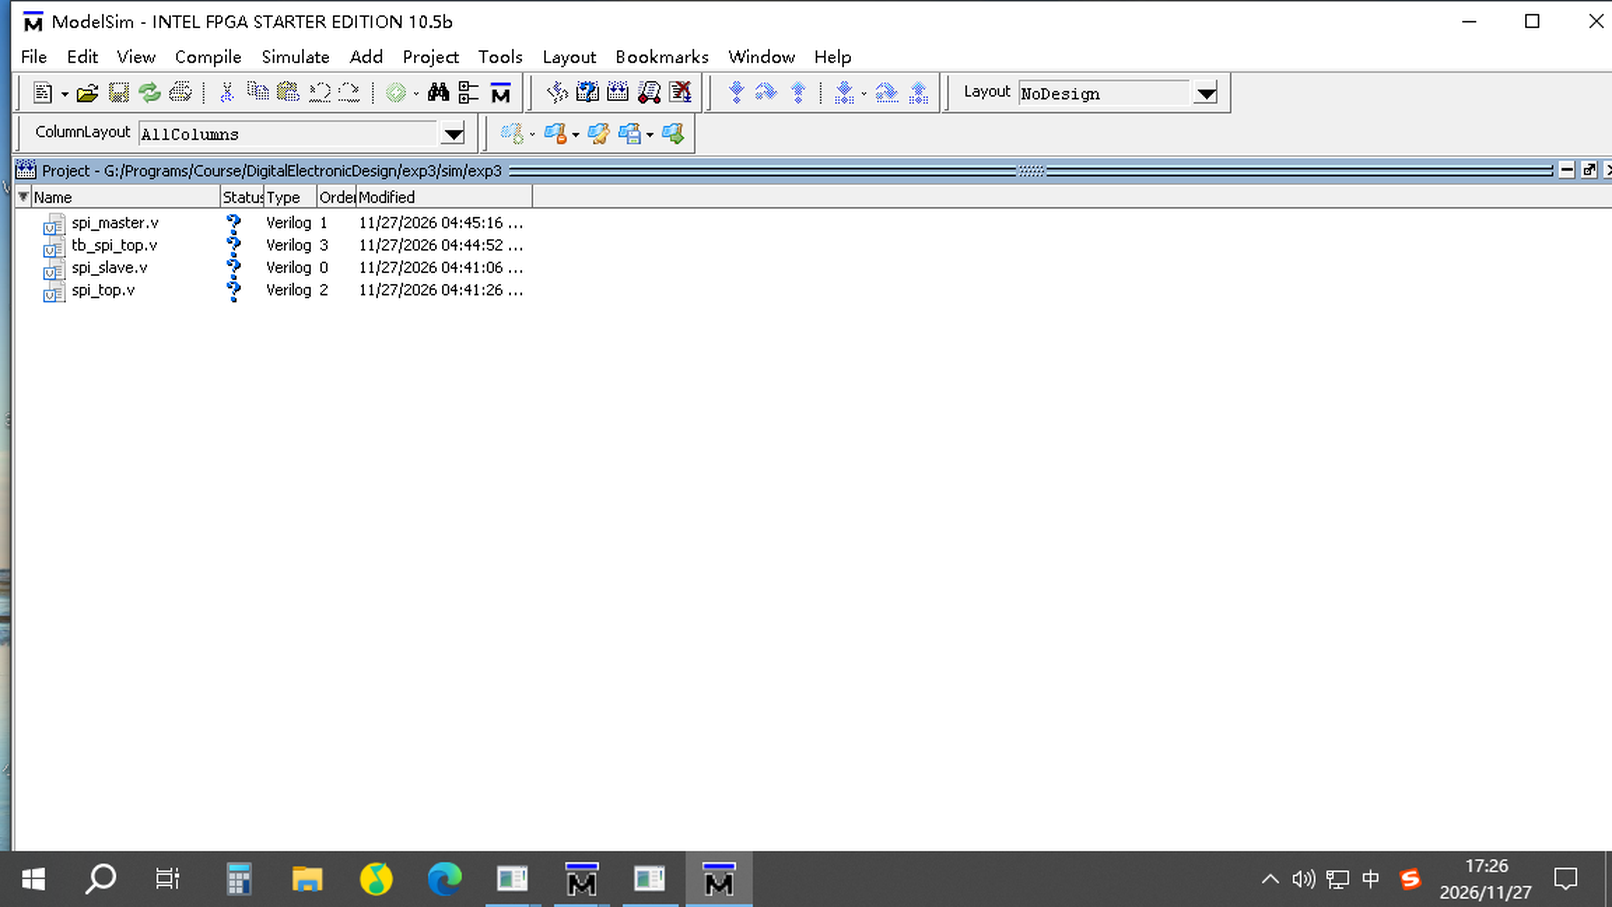 ModelSim - INTEL FPGA STARTER EDITION 10.5b
File Edit View Compile Simulate Add Project Tools Layout Bookmarks Window Help
Layout NoDesign
ColumnLayout AllColumns
Project - G:/Programs/Course/DigitalElectronicDesign/exp3/sim/exp3
Name Status Type Order Modified
spi_master.v ? Verilog 1 11/27/2026 04:45:16 ...
tb_spi_top.v ? Verilog 3 11/27/2026 04:44:52 ...
spi_slave.v ? Verilog 0 11/27/2026 04:41:06 ...
spi_top.v ? Verilog 2 11/27/2026 04:41:26 ...
中
17:26
2026/11/27